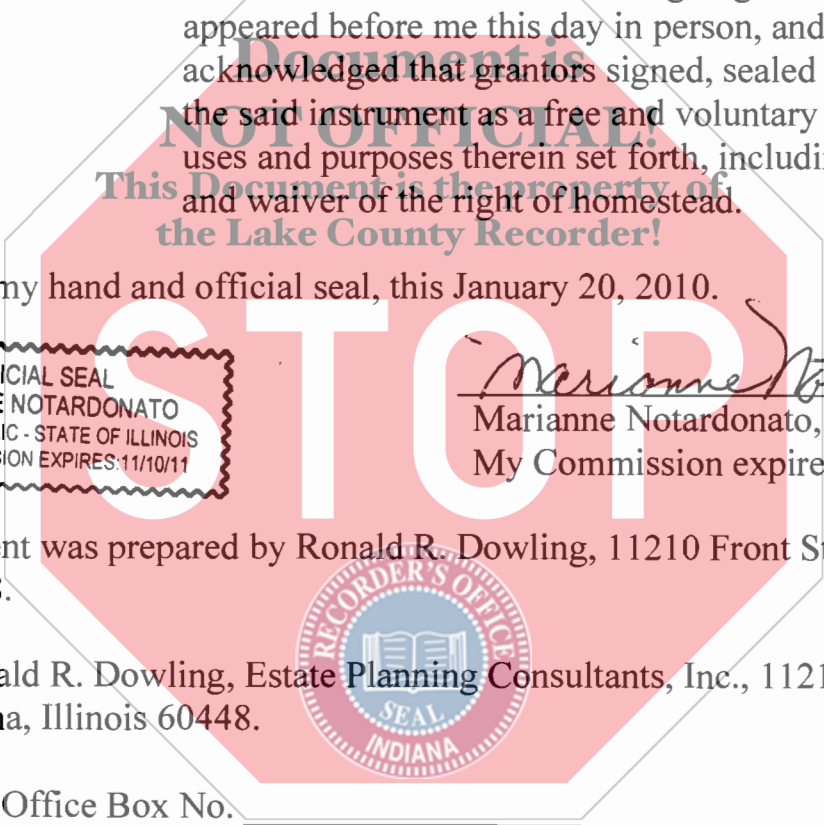 appeared before me this day in person, and
Document is
acknowledged that grantors signed, sealed
NOT OFFICIAL!
the said instrument as a free and voluntary
uses and purposes therein set forth, includi
This Document is the property of
and waiver of the right of homestead.
the Lake County Recorder!
my hand and official seal, this January 20, 2010.
STOP
ICIAL SEAL
E NOTARDONATO
IC - STATE OF ILLINOIS
ION EXPIRES:11/10/11
Marianne No
Marianne Notardonato,
My Commission expire
nt was prepared by Ronald R. Dowling, 11210 Front St
ald R. Dowling, Estate Planning Consultants, Inc., 1121
a, Illinois 60448.
RECORDER'S OFFICE
SEAL
INDIANA
Office Box No.